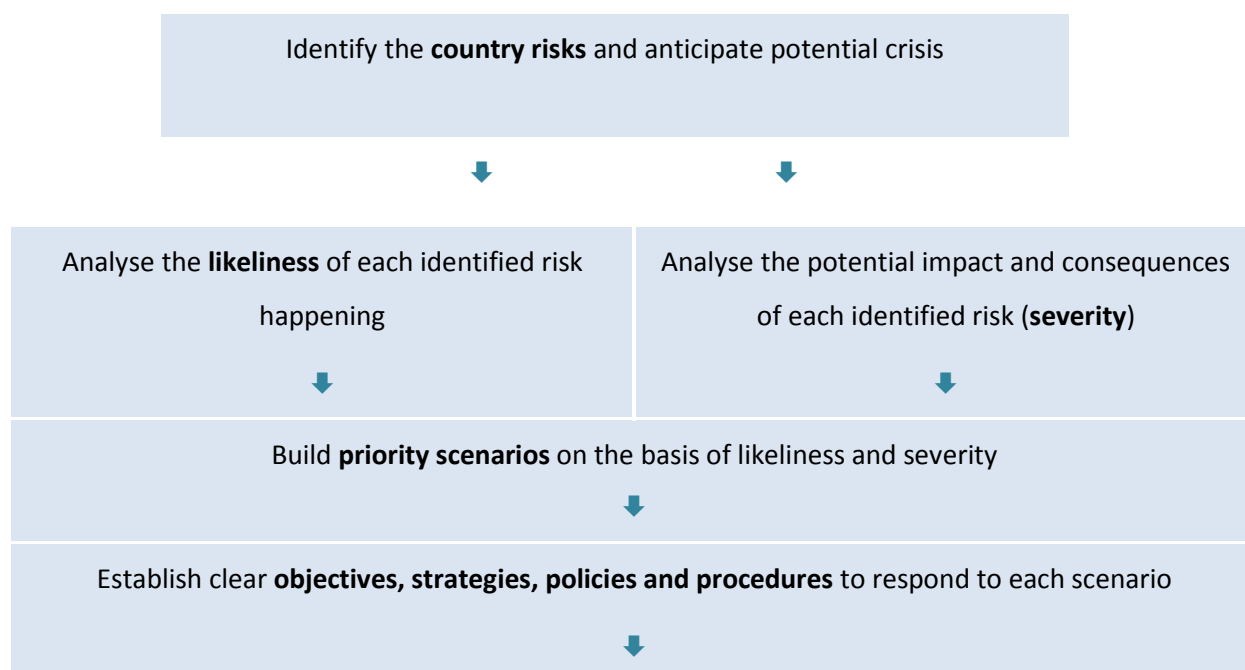 Identify the country risks and anticipate potential crisis
Analyse the likeliness of each identified risk
happening
Analyse the potential impact and consequences
of each identified risk (severity)
Build priority scenarios on the basis of likeliness and severity
Establish clear objectives, strategies, policies and procedures to respond to each scenario